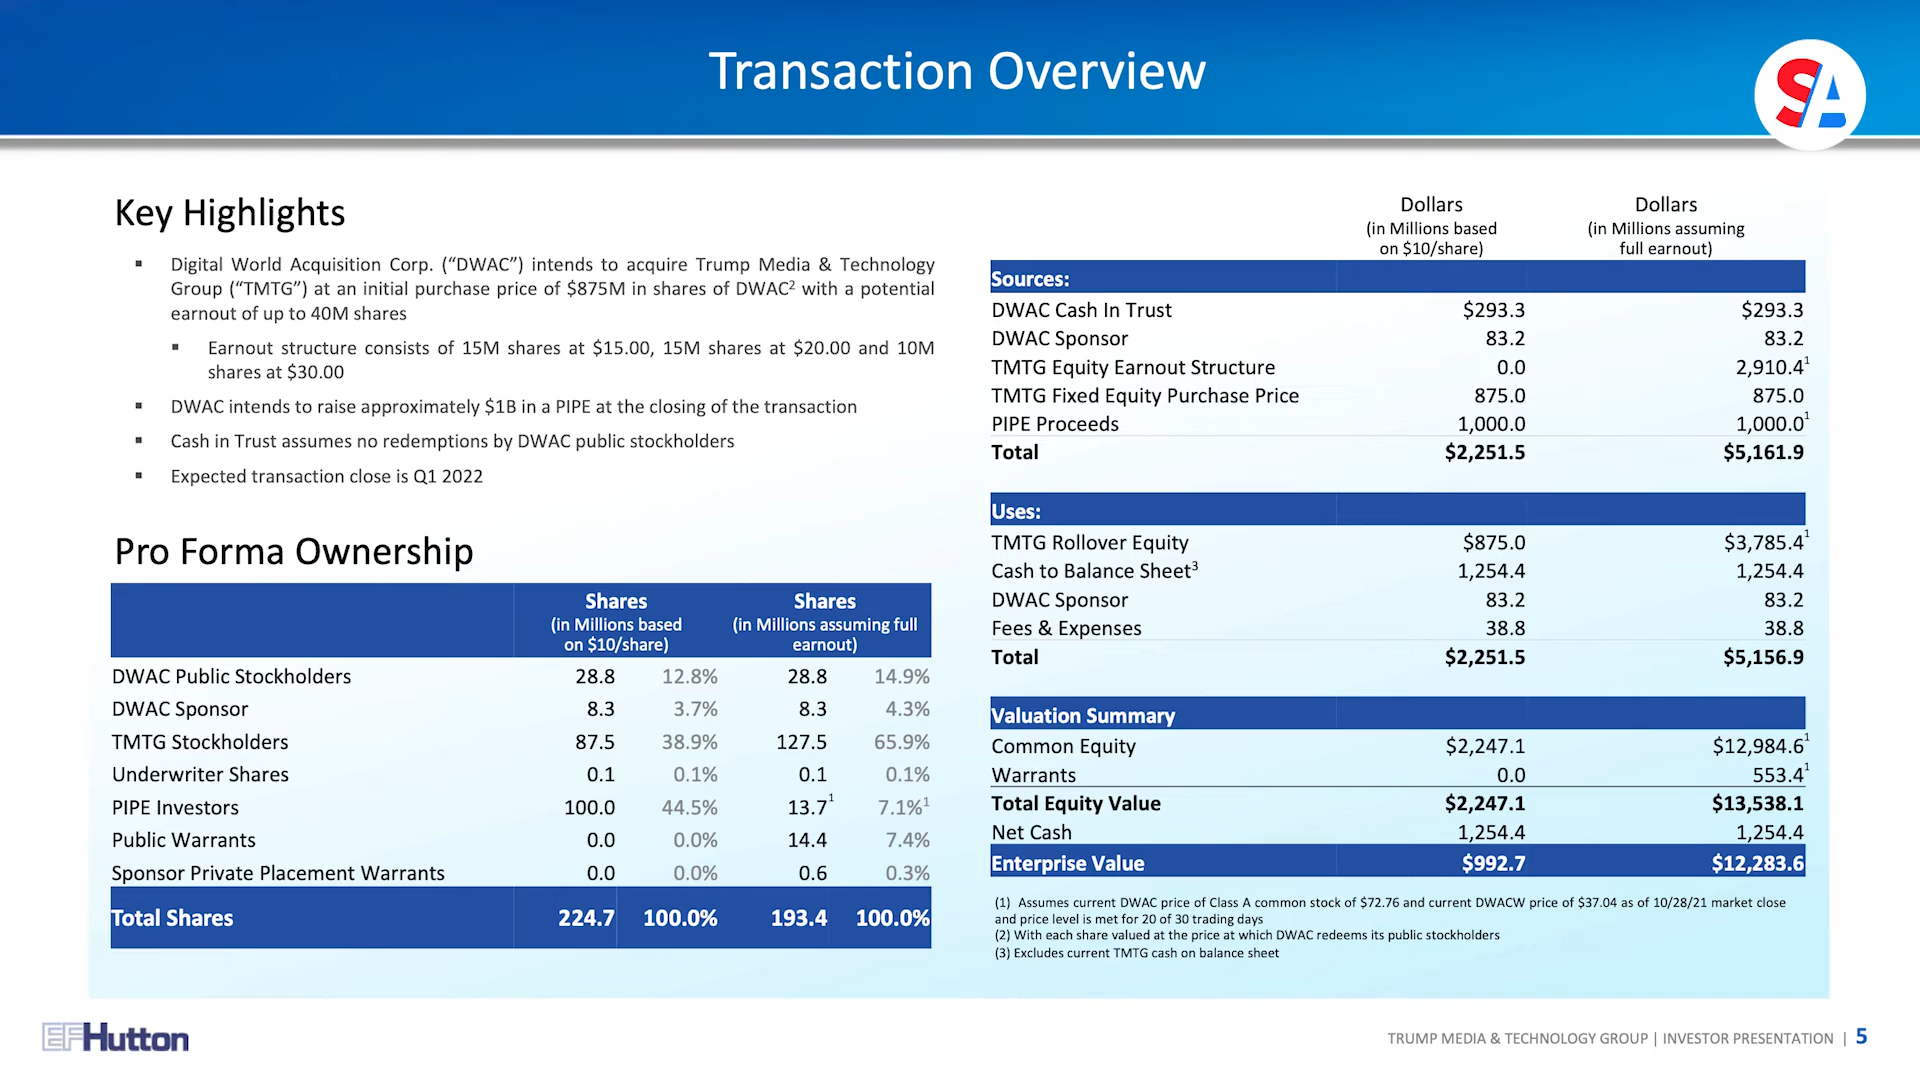 Transaction Overview
SA
Key Highlights
▪ Digital World Acquisition Corp. (“DWAC”) intends to acquire Trump Media & Technology
Group (“TMTG”) at an initial purchase price of $875M in shares of DWAC2 with a potential
earnout of up to 40M shares
▪ Earnout structure consists of 15M shares at $15.00, 15M shares at $20.00 and 10M
shares at $30.00
▪ DWAC intends to raise approximately $1B in a PIPE at the closing of the transaction
▪ Cash in Trust assumes no redemptions by DWAC public stockholders
▪ Expected transaction close is Q1 2022
Pro Forma Ownership
Shares Shares
(in Millions based (in Millions assuming full
on $10/share) earnout)
DWAC Public Stockholders 28.8 12.8% 28.8 14.9%
DWAC Sponsor 8.3 3.7% 8.3 4.3%
TMTG Stockholders 87.5 38.9% 127.5 65.9%
Underwriter Shares 0.1 0.1% 0.1 0.1%
PIPE Investors 100.0 44.5% 13.71 7.1%1
Public Warrants 0.0 0.0% 14.4 7.4%
Sponsor Private Placement Warrants 0.0 0.0% 0.6 0.3%
Total Shares 224.7 100.0% 193.4 100.0%
Dollars Dollars
(in Millions based (in Millions assuming
on $10/share) full earnout)
Sources:
DWAC Cash In Trust $293.3 $293.3
DWAC Sponsor 83.2 83.2
TMTG Equity Earnout Structure 0.0 2,910.41
TMTG Fixed Equity Purchase Price 875.0 875.0
PIPE Proceeds 1,000.0 1,000.01
Total $2,251.5 $5,161.9
Uses:
TMTG Rollover Equity $875.0 $3,785.41
Cash to Balance Sheet3 1,254.4 1,254.4
DWAC Sponsor 83.2 83.2
Fees & Expenses 38.8 38.8
Total $2,251.5 $5,156.9
Valuation Summary
Common Equity $2,247.1 $12,984.61
Warrants 0.0 553.41
Total Equity Value $2,247.1 $13,538.1
Net Cash 1,254.4 1,254.4
Enterprise Value $992.7 $12,283.6
(1) Assumes current DWAC price of Class A common stock of $72.76 and current DWACW price of $37.04 as of 10/28/21 market close
and price level is met for 20 of 30 trading days
(2) With each share valued at the price at which DWAC redeems its public stockholders
(3) Excludes current TMTG cash on balance sheet
EFHutton
TRUMP MEDIA & TECHNOLOGY GROUP | INVESTOR PRESENTATION | 5